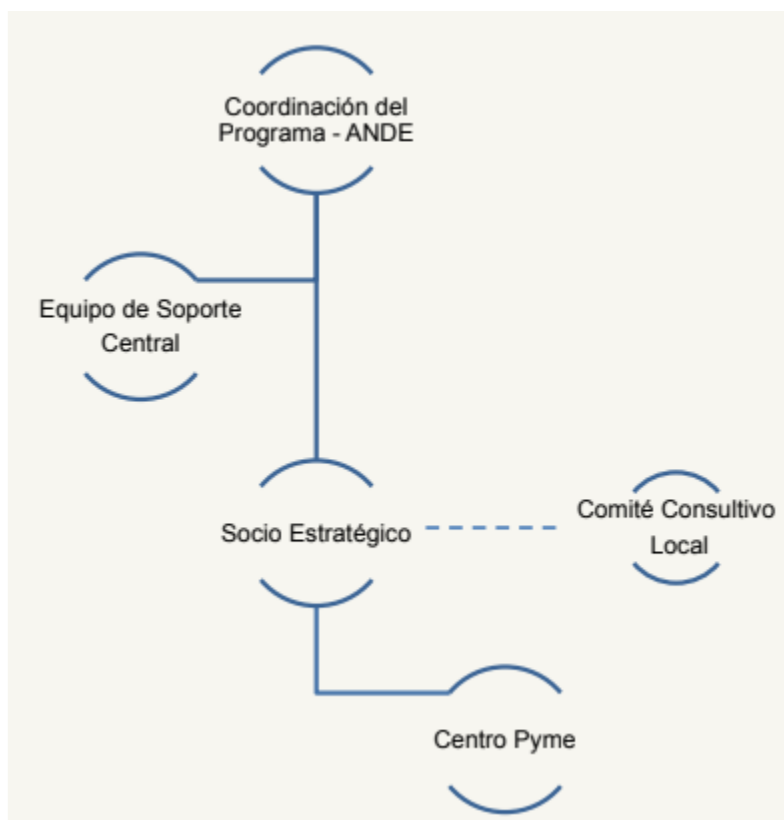 Coordinación del
Programa - ANDE
Equipo de Soporte
Central
Socio Estratégico
Comité Consultivo
Local
Centro Pyme